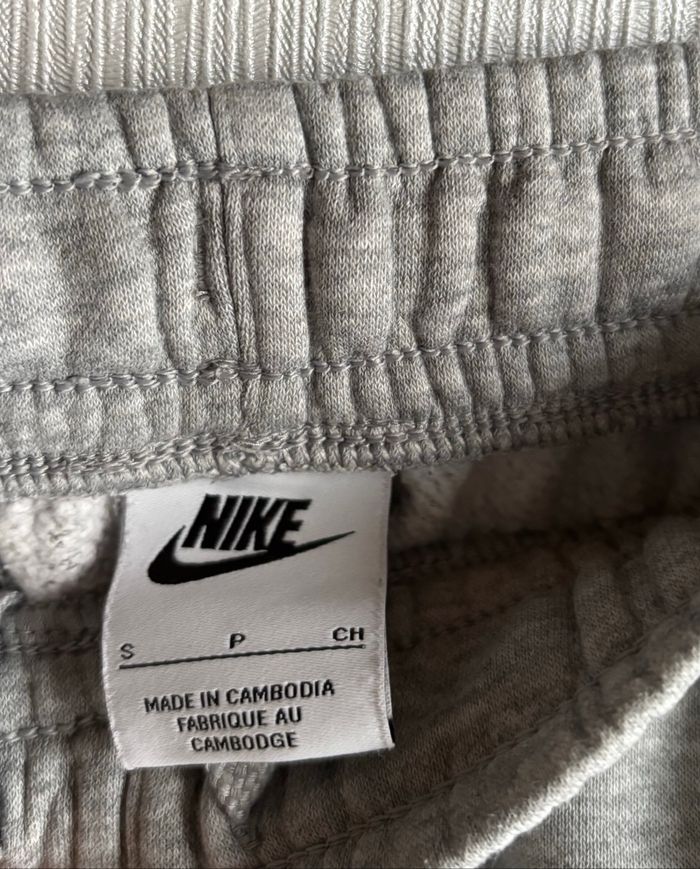 NIKE
S P CH
MADE IN CAMBODIA
FABRIQUE AU
CAMBODGE